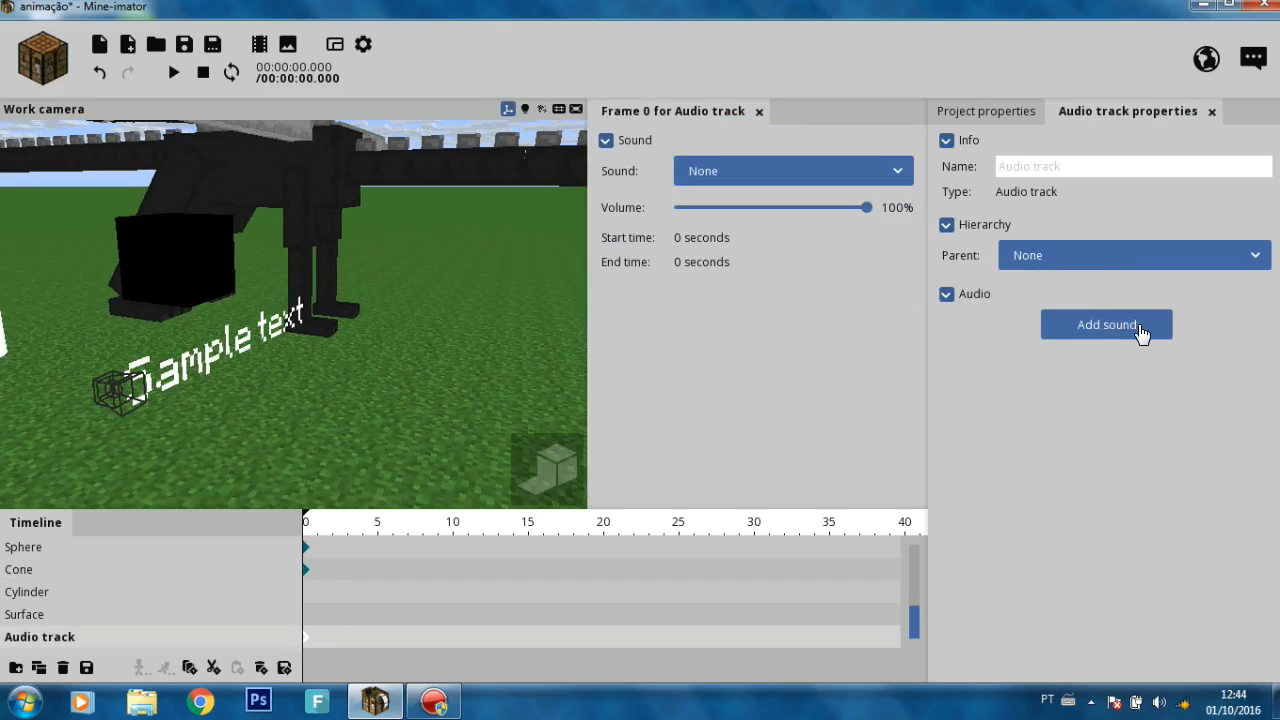 animação* - Mine-imator
00:00:00.000
/00:00:00.000
Work camera
Frame 0 for Audio track
Sound
Sound: None
Volume: 100%
Start time: 0 seconds
End time: 0 seconds
Project properties Audio track properties
Info
Name: Audio track
Type: Audio track
Hierarchy
Parent: None
Audio
Add sound
Sample text
Timeline
0 5 10 15 20 25 30 35 40
Sphere
Cone
Cylinder
Surface
Audio track
Ps
F
PT
12:44
01/10/2016